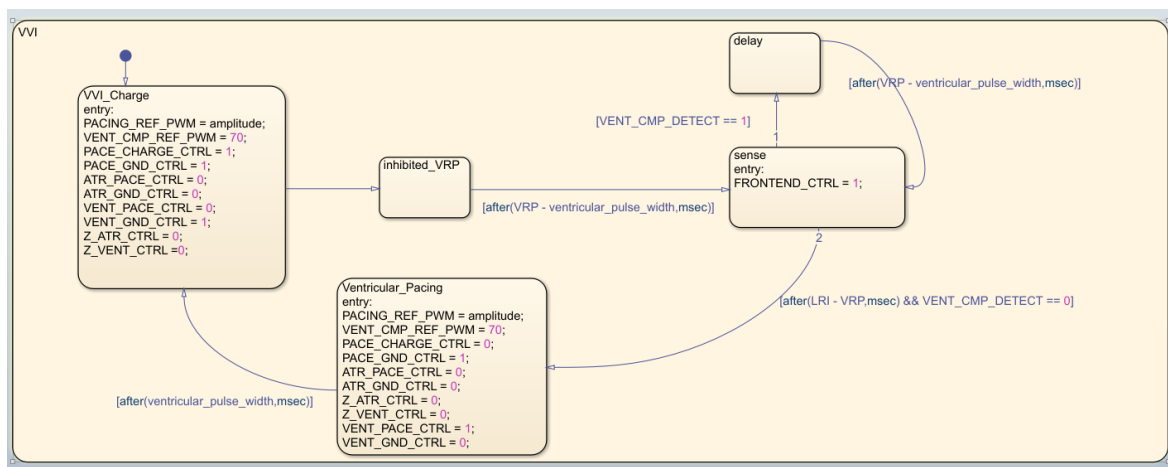 VVI
VVI_Charge
entry:
PACING_REF_PWM = amplitude;
VENT_CMP_REF_PWM = 70;
PACE_CHARGE_CTRL = 1;
PACE_GND_CTRL = 1;
ATR_PACE_CTRL = 0;
ATR_GND_CTRL = 0;
VENT_PACE_CTRL = 0;
VENT_GND_CTRL = 1;
Z_ATR_CTRL = 0;
Z_VENT_CTRL =0;
inhibited_VRP
[after(VRP - ventricular_pulse_width,msec)]
delay
[after(VRP - ventricular_pulse_width,msec)]
[VENT_CMP_DETECT == 1]
1
sense
entry:
FRONTEND_CTRL = 1;
2
[after(LRI - VRP,msec) && VENT_CMP_DETECT == 0]
Ventricular_Pacing
entry:
PACING_REF_PWM = amplitude;
VENT_CMP_REF_PWM = 70;
PACE_CHARGE_CTRL = 0;
PACE_GND_CTRL = 1;
ATR_PACE_CTRL = 0;
ATR_GND_CTRL = 0;
Z_ATR_CTRL = 0;
Z_VENT_CTRL = 0;
VENT_PACE_CTRL = 1;
VENT_GND_CTRL = 0;
[after(ventricular_pulse_width,msec)]